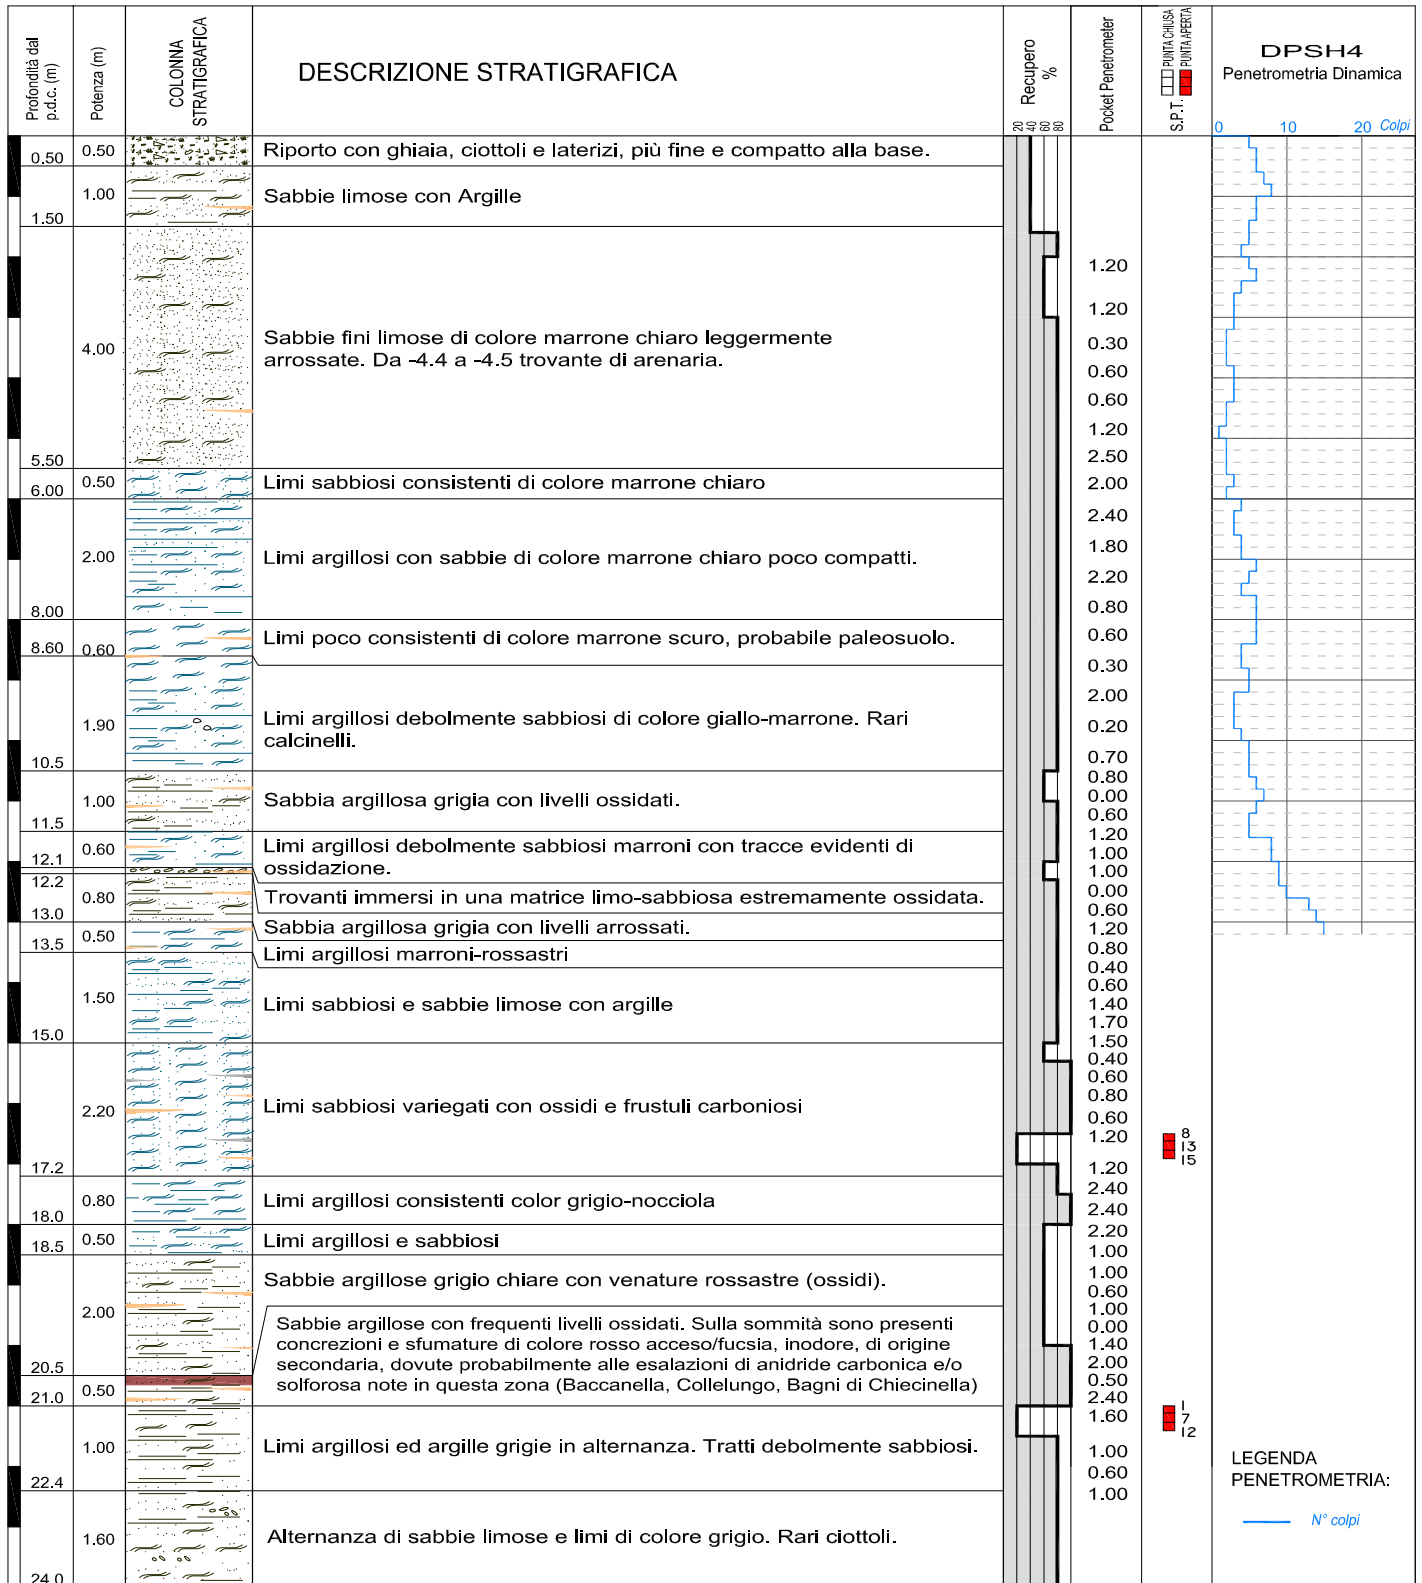 Profondità dal
p.d.c. (m)
Potenza (m)
COLONNA
STRATIGRAFICA
DESCRIZIONE STRATIGRAFICA
Recupero
%
20 40 60 80
Pocket Penetrometer
S.P.T.
PUNTA CHIUSA
PUNTA APERTA
DPSH4
Penetrometria Dinamica
0 10 20 Colpi
0.50 0.50 Riporto con ghiaia, ciottoli e laterizi, più fine e compatto alla base.
1.00 Sabbie limose con Argille
1.50
4.00
Sabbie fini limose di colore marrone chiaro leggermente
arrossate. Da -4.4 a -4.5 trovante di arenaria.
5.50
0.50 Limi sabbiosi consistenti di colore marrone chiaro
6.00
2.00 Limi argillosi con sabbie di colore marrone chiaro poco compatti.
8.00
8.60 0.60 Limi poco consistenti di colore marrone scuro, probabile paleosuolo.
1.90 Limi argillosi debolmente sabbiosi di colore giallo-marrone. Rari
calcinelli.
10.5
1.00 Sabbia argillosa grigia con livelli ossidati.
11.5
0.60 Limi argillosi debolmente sabbiosi marroni con tracce evidenti di
ossidazione.
12.1
12.2
Trovanti immersi in una matrice limo-sabbiosa estremamente ossidata.
0.80
13.0
Sabbia argillosa grigia con livelli arrossati.
0.50
13.5
Limi argillosi marroni-rossastri
1.50 Limi sabbiosi e sabbie limose con argille
15.0
2.20 Limi sabbiosi variegati con ossidi e frustuli carboniosi
17.2
0.80 Limi argillosi consistenti color grigio-nocciola
18.0
0.50 Limi argillosi e sabbiosi
18.5
Sabbie argillose grigio chiare con venature rossastre (ossidi).
2.00
20.5
Sabbie argillose con frequenti livelli ossidati. Sulla sommità sono presenti
concrezioni e sfumature di colore rosso acceso/fucsia, inodore, di origine
secondaria, dovute probabilmente alle esalazioni di anidride carbonica e/o
solforosa note in questa zona (Baccanella, Collelungo, Bagni di Chiecinella)
0.50
21.0
1.00 Limi argillosi ed argille grigie in alternanza. Tratti debolmente sabbiosi.
22.4
1.60 Alternanza di sabbie limose e limi di colore grigio. Rari ciottoli.
24.0
1.20
1.20
0.30
0.60
0.60
1.20
2.50
2.00
2.40
1.80
2.20
0.80
0.60
0.30
2.00
0.20
0.70
0.80
0.00
0.60
1.20
1.00
1.00
0.00
0.60
1.20
0.80
0.40
0.60
1.40
1.70
1.50
0.40
0.60
0.80
0.60
1.20
1.20
2.40
2.40
2.20
1.00
1.00
0.60
1.00
0.00
1.40
2.00
0.50
2.40
1.60
1.00
0.60
1.00
8
13
15
1
7
12
LEGENDA
PENETROMETRIA:
N° colpi